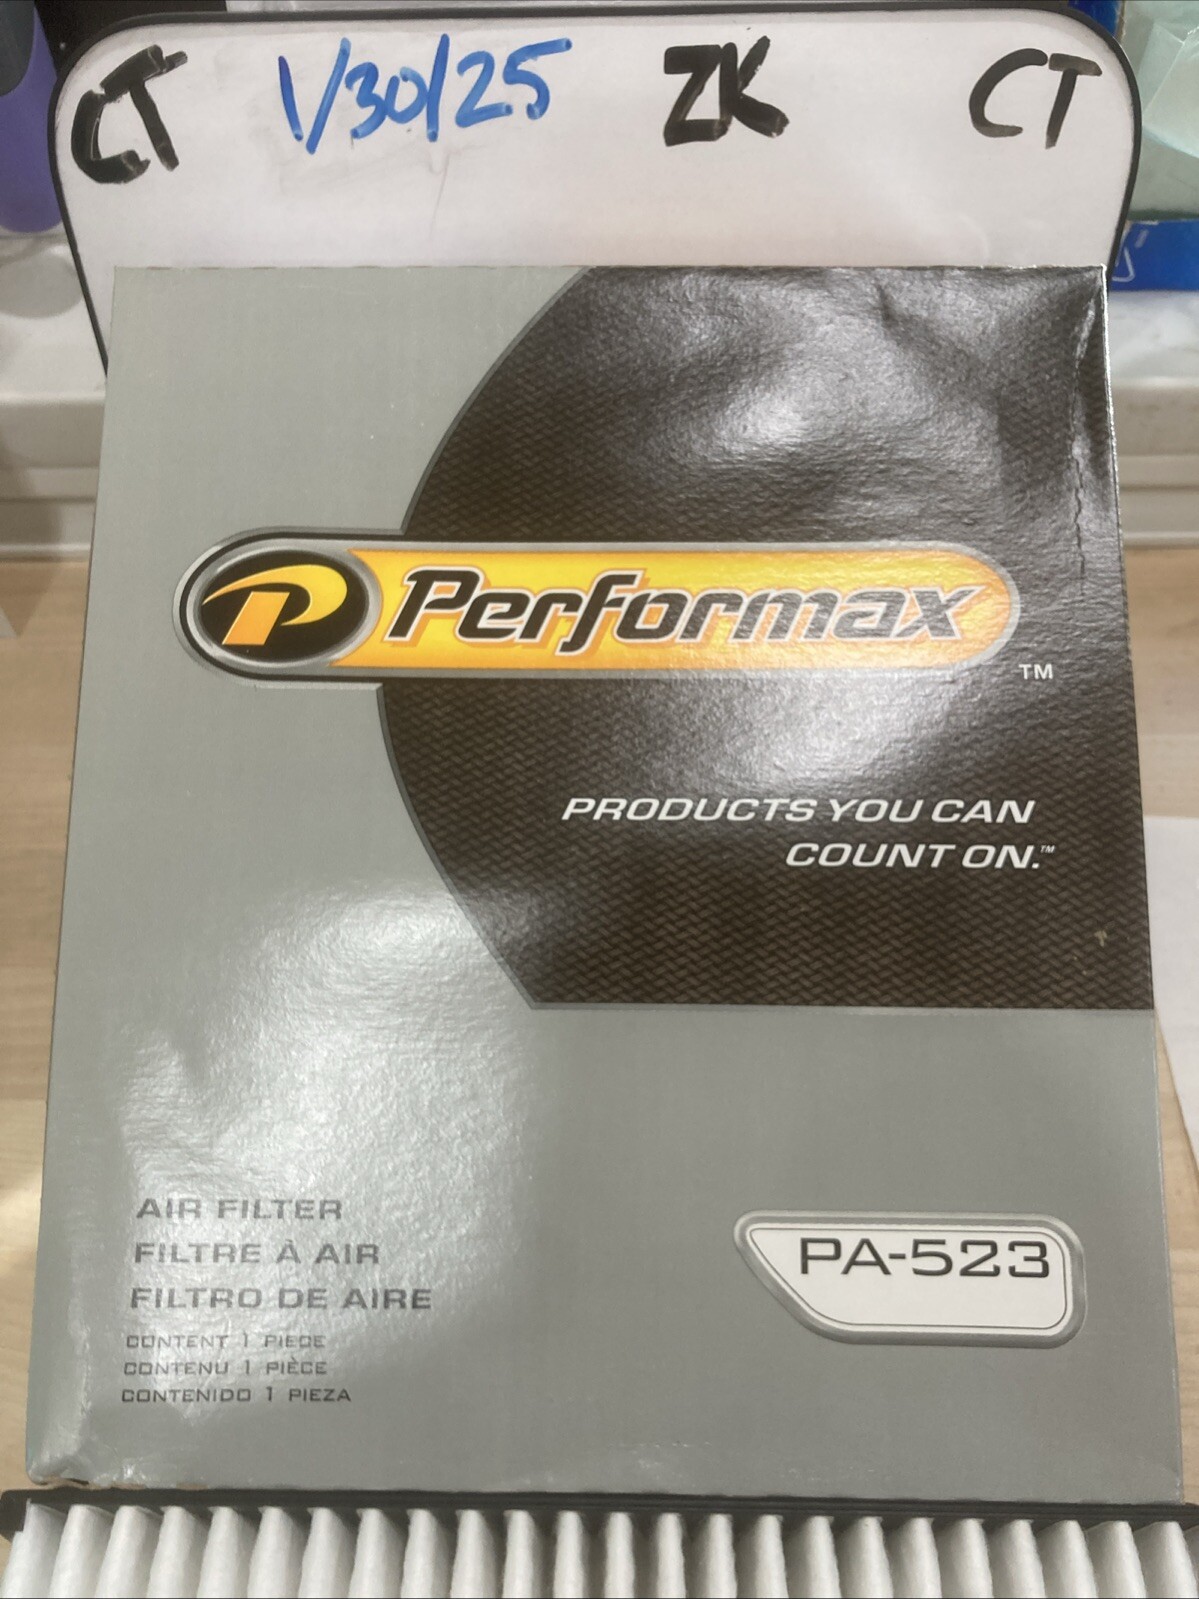 CT 1/30/25 ZK CT
P Performax TM
PRODUCTS YOU CAN
COUNT ON.™
AIR FILTER
FILTRE À AIR
FILTRO DE AIRE
CONTENT 1 PIECE
CONTENU 1 PIÈCE
CONTENIDO 1 PIEZA
PA-523